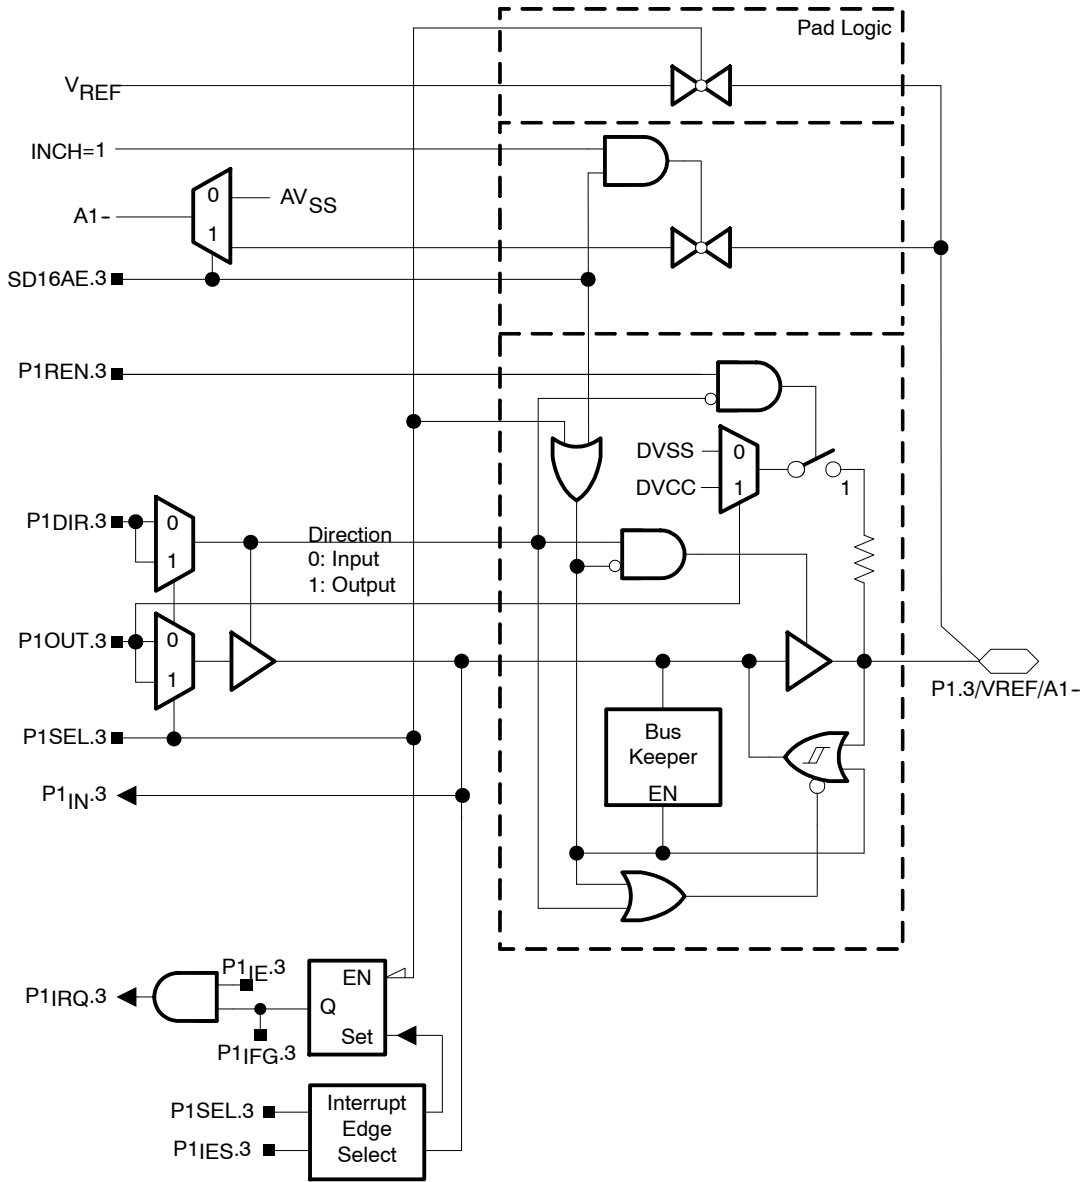 Pad Logic
VREF
INCH=1
0
AVSS
A1-
1
SD16AE.3
P1REN.3
DVSS
0
DVCC
1
1
P1DIR.3
0
1
Direction
0: Input
1: Output
P1OUT.3
0
1
P1.3/VREF/A1-
P1SEL.3
Bus
Keeper
EN
P1IN.3
P1IE.3
EN
P1IRQ.3
Q
Set
P1IFG.3
P1SEL.3
P1IES.3
Interrupt
Edge
Select